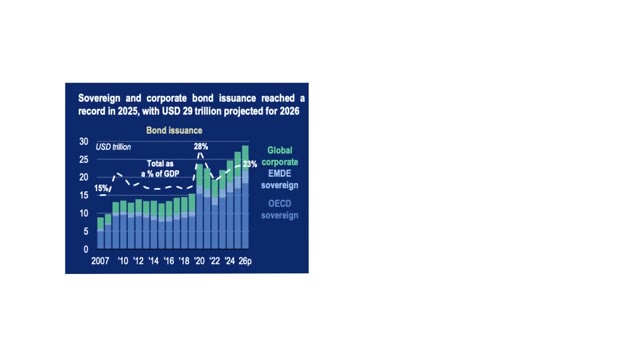 Sovereign and corporate bond issuance reached a
record in 2025, with USD 29 trillion projected for 2026
Bond issuance
30
USD trillion
28%
25
Total as
a % of GDP
23%
Global
corporate
20
EMDE
sovereign
15%
15
OECD
sovereign
10
5
0
2007 '10 '12 '14 '16 '18 '20 '22 '24 26p